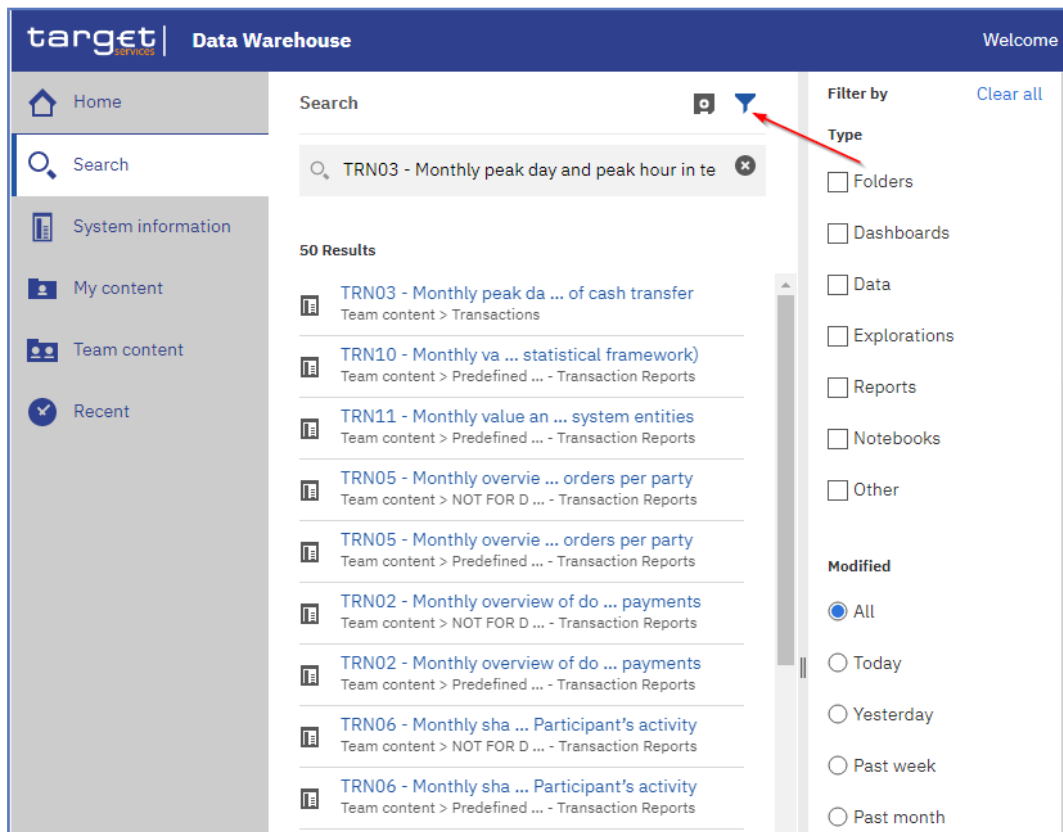 target services | Data Warehouse Welcome
Home
Search
System information
My content
Team content
Recent
Search
TRN03 - Monthly peak day and peak hour in te
50 Results
TRN03 - Monthly peak da ... of cash transfer
Team content > Transactions
TRN10 - Monthly va ... statistical framework)
Team content > Predefined ... - Transaction Reports
TRN11 - Monthly value an ... system entities
Team content > Predefined ... - Transaction Reports
TRN05 - Monthly overvie ... orders per party
Team content > NOT FOR D ... - Transaction Reports
TRN05 - Monthly overvie ... orders per party
Team content > Predefined ... - Transaction Reports
TRN02 - Monthly overview of do ... payments
Team content > NOT FOR D ... - Transaction Reports
TRN02 - Monthly overview of do ... payments
Team content > Predefined ... - Transaction Reports
TRN06 - Monthly sha ... Participant's activity
Team content > NOT FOR D ... - Transaction Reports
TRN06 - Monthly sha ... Participant's activity
Team content > Predefined ... - Transaction Reports
Filter by Clear all
Type
Folders
Dashboards
Data
Explorations
Reports
Notebooks
Other
Modified
All
Today
Yesterday
Past week
Past month